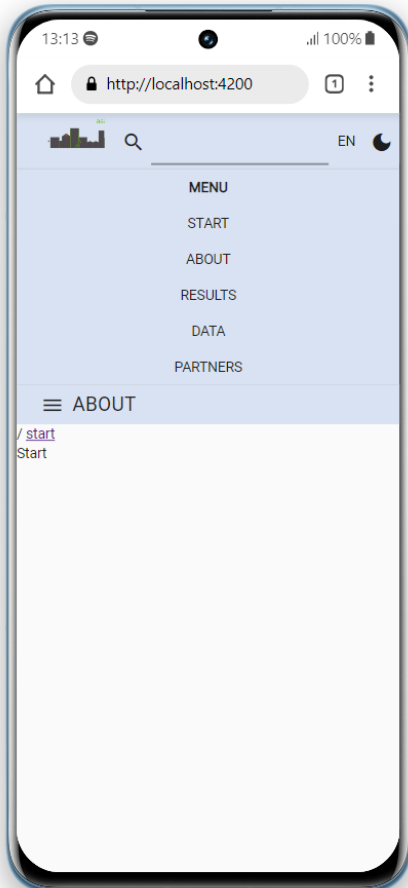 13:13 100%
http://localhost:4200 1
EN
MENU
START
ABOUT
RESULTS
DATA
PARTNERS
ABOUT
/ start
Start